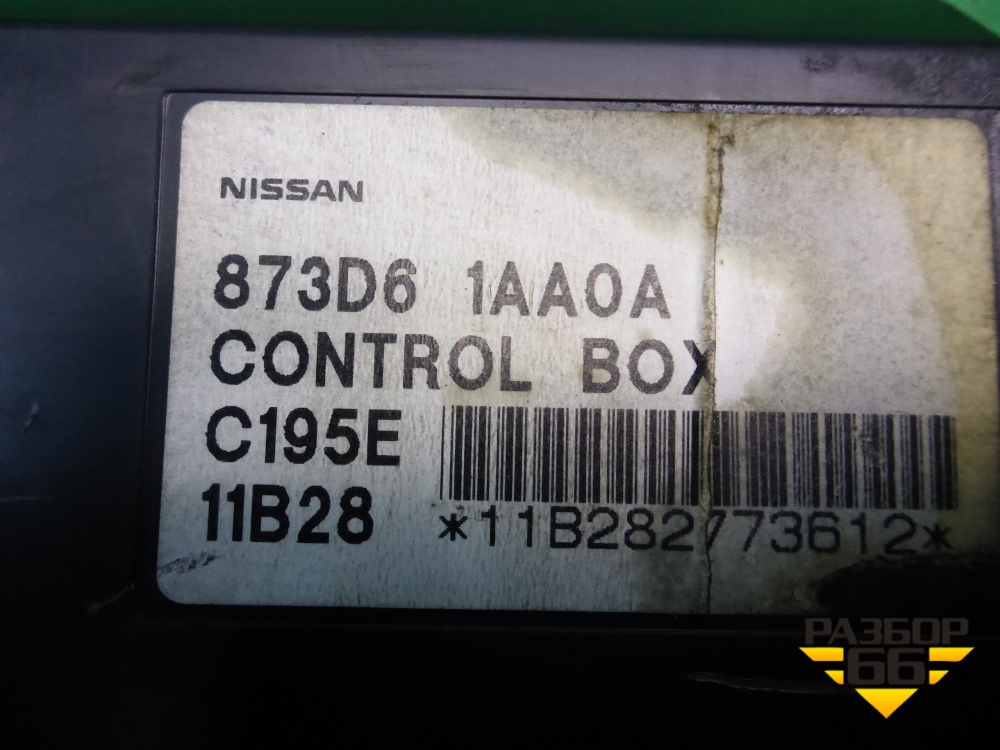 NISSAN
873D6 1AA0A
CONTROL BOX
C195E
11B28
*11B282773612*
РАЗБОР
66